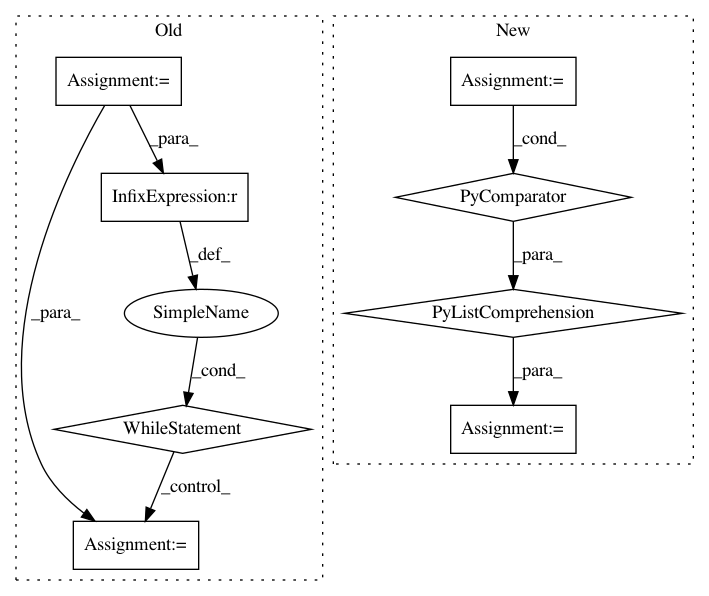 Old
New
Assignment:=
Assignment:=
_para_
_cond_
InfixExpression:r
PyComparator
_def_
_para_
_para_
SimpleName
PyListComprehension
_cond_
_para_
WhileStatement
Assignment:=
_control_
Assignment:=